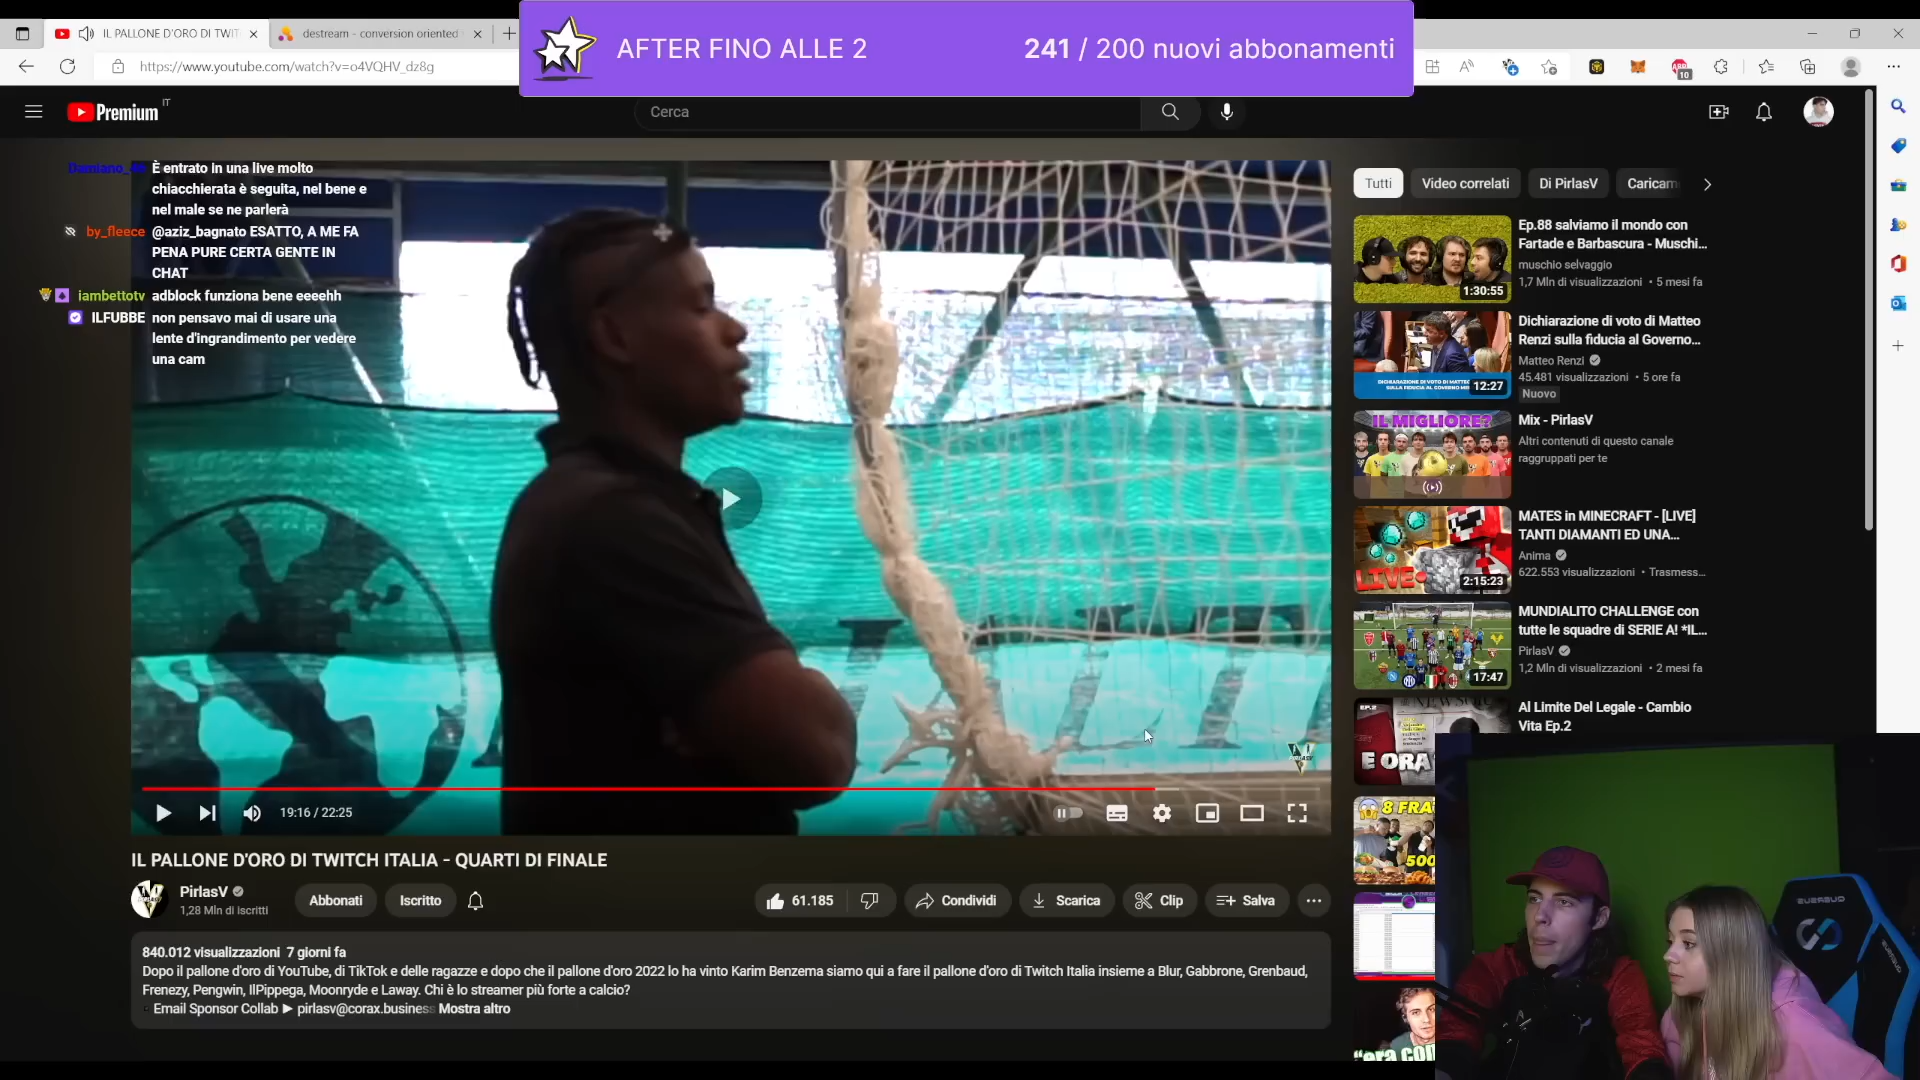 IL PALLONE D'ORO DI TWIT
destream - conversion oriented
AFTER FINO ALLE 2
241 / 200 nuovi abbonamenti
https://www.youtube.com/watch?v=o4VQHV_dz8g
10
Premium
IT
Cerca
Damiano_ È entrato in una live molto
chiacchierata è seguita, nel bene e
nel male se ne parlerà
by_fleece @aziz_bagnato ESATTO, A ME FA
PENA PURE CERTA GENTE IN
CHAT
iambettotv adblock funziona bene eeeehh
ILFUBBE non pensavo mai di usare una
lente d'ingrandimento per vedere
una cam
19:16 / 22:25
IL PALLONE D'ORO DI TWITCH ITALIA - QUARTI DI FINALE
PirlasV
1,28 Mln di iscritti
Abbonati
Iscritto
61.185
Condividi
Scarica
Clip
Salva
840.012 visualizzazioni 7 giorni fa
Dopo il pallone d'oro di YouTube, di TikTok e delle ragazze e dopo che il pallone d'oro 2022 lo ha vinto Karim Benzema siamo qui a fare il pallone d'oro di Twitch Italia insieme a Blur, Gabbrone, Grenbaud,
Frenezy, Pengwin, IlPippega, Moonryde e Laway. Chi è lo streamer più forte a calcio?
Email Sponsor Collab ► pirlasv@corax.business Mostra altro
Tutti
Video correlati
Di PirlasV
Caricam
1:30:55
Ep.88 salviamo il mondo con
Fartade e Barbascura - Muschi...
muschio selvaggio
1,7 Mln di visualizzazioni • 5 mesi fa
12:27
Dichiarazione di voto di Matteo
Renzi sulla fiducia al Governo...
Matteo Renzi
45.481 visualizzazioni • 5 ore fa
Nuovo
IL MIGLIORE?
Mix - PirlasV
Altri contenuti di questo canale
raggruppati per te
LIVE
2:15:23
MATES in MINECRAFT - [LIVE]
TANTI DIAMANTI ED UNA...
Anima
622.553 visualizzazioni • Trasmess...
17:47
MUNDIALITO CHALLENGE con
tutte le squadre di SERIE A! *IL...
PirlasV
1,2 Mln di visualizzazioni • 2 mesi fa
EP.2
E ORA
Al Limite Del Legale - Cambio
Vita Ep.2
8 FRA
500
"era con